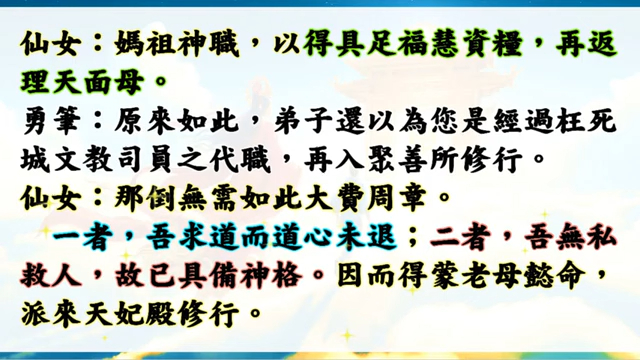 仙女：媽祖神職，以得具足福慧資糧，再返
理天面母。
勇筆：原來如此，弟子還以為您是經過枉死
城文教司員之代職，再入聚善所修行。
仙女：那倒無需如此大費周章。
一者，吾求道而道心未退；二者，吾無私
救人，故已具備神格。因而得蒙老母懿命，
派來天妃殿修行。